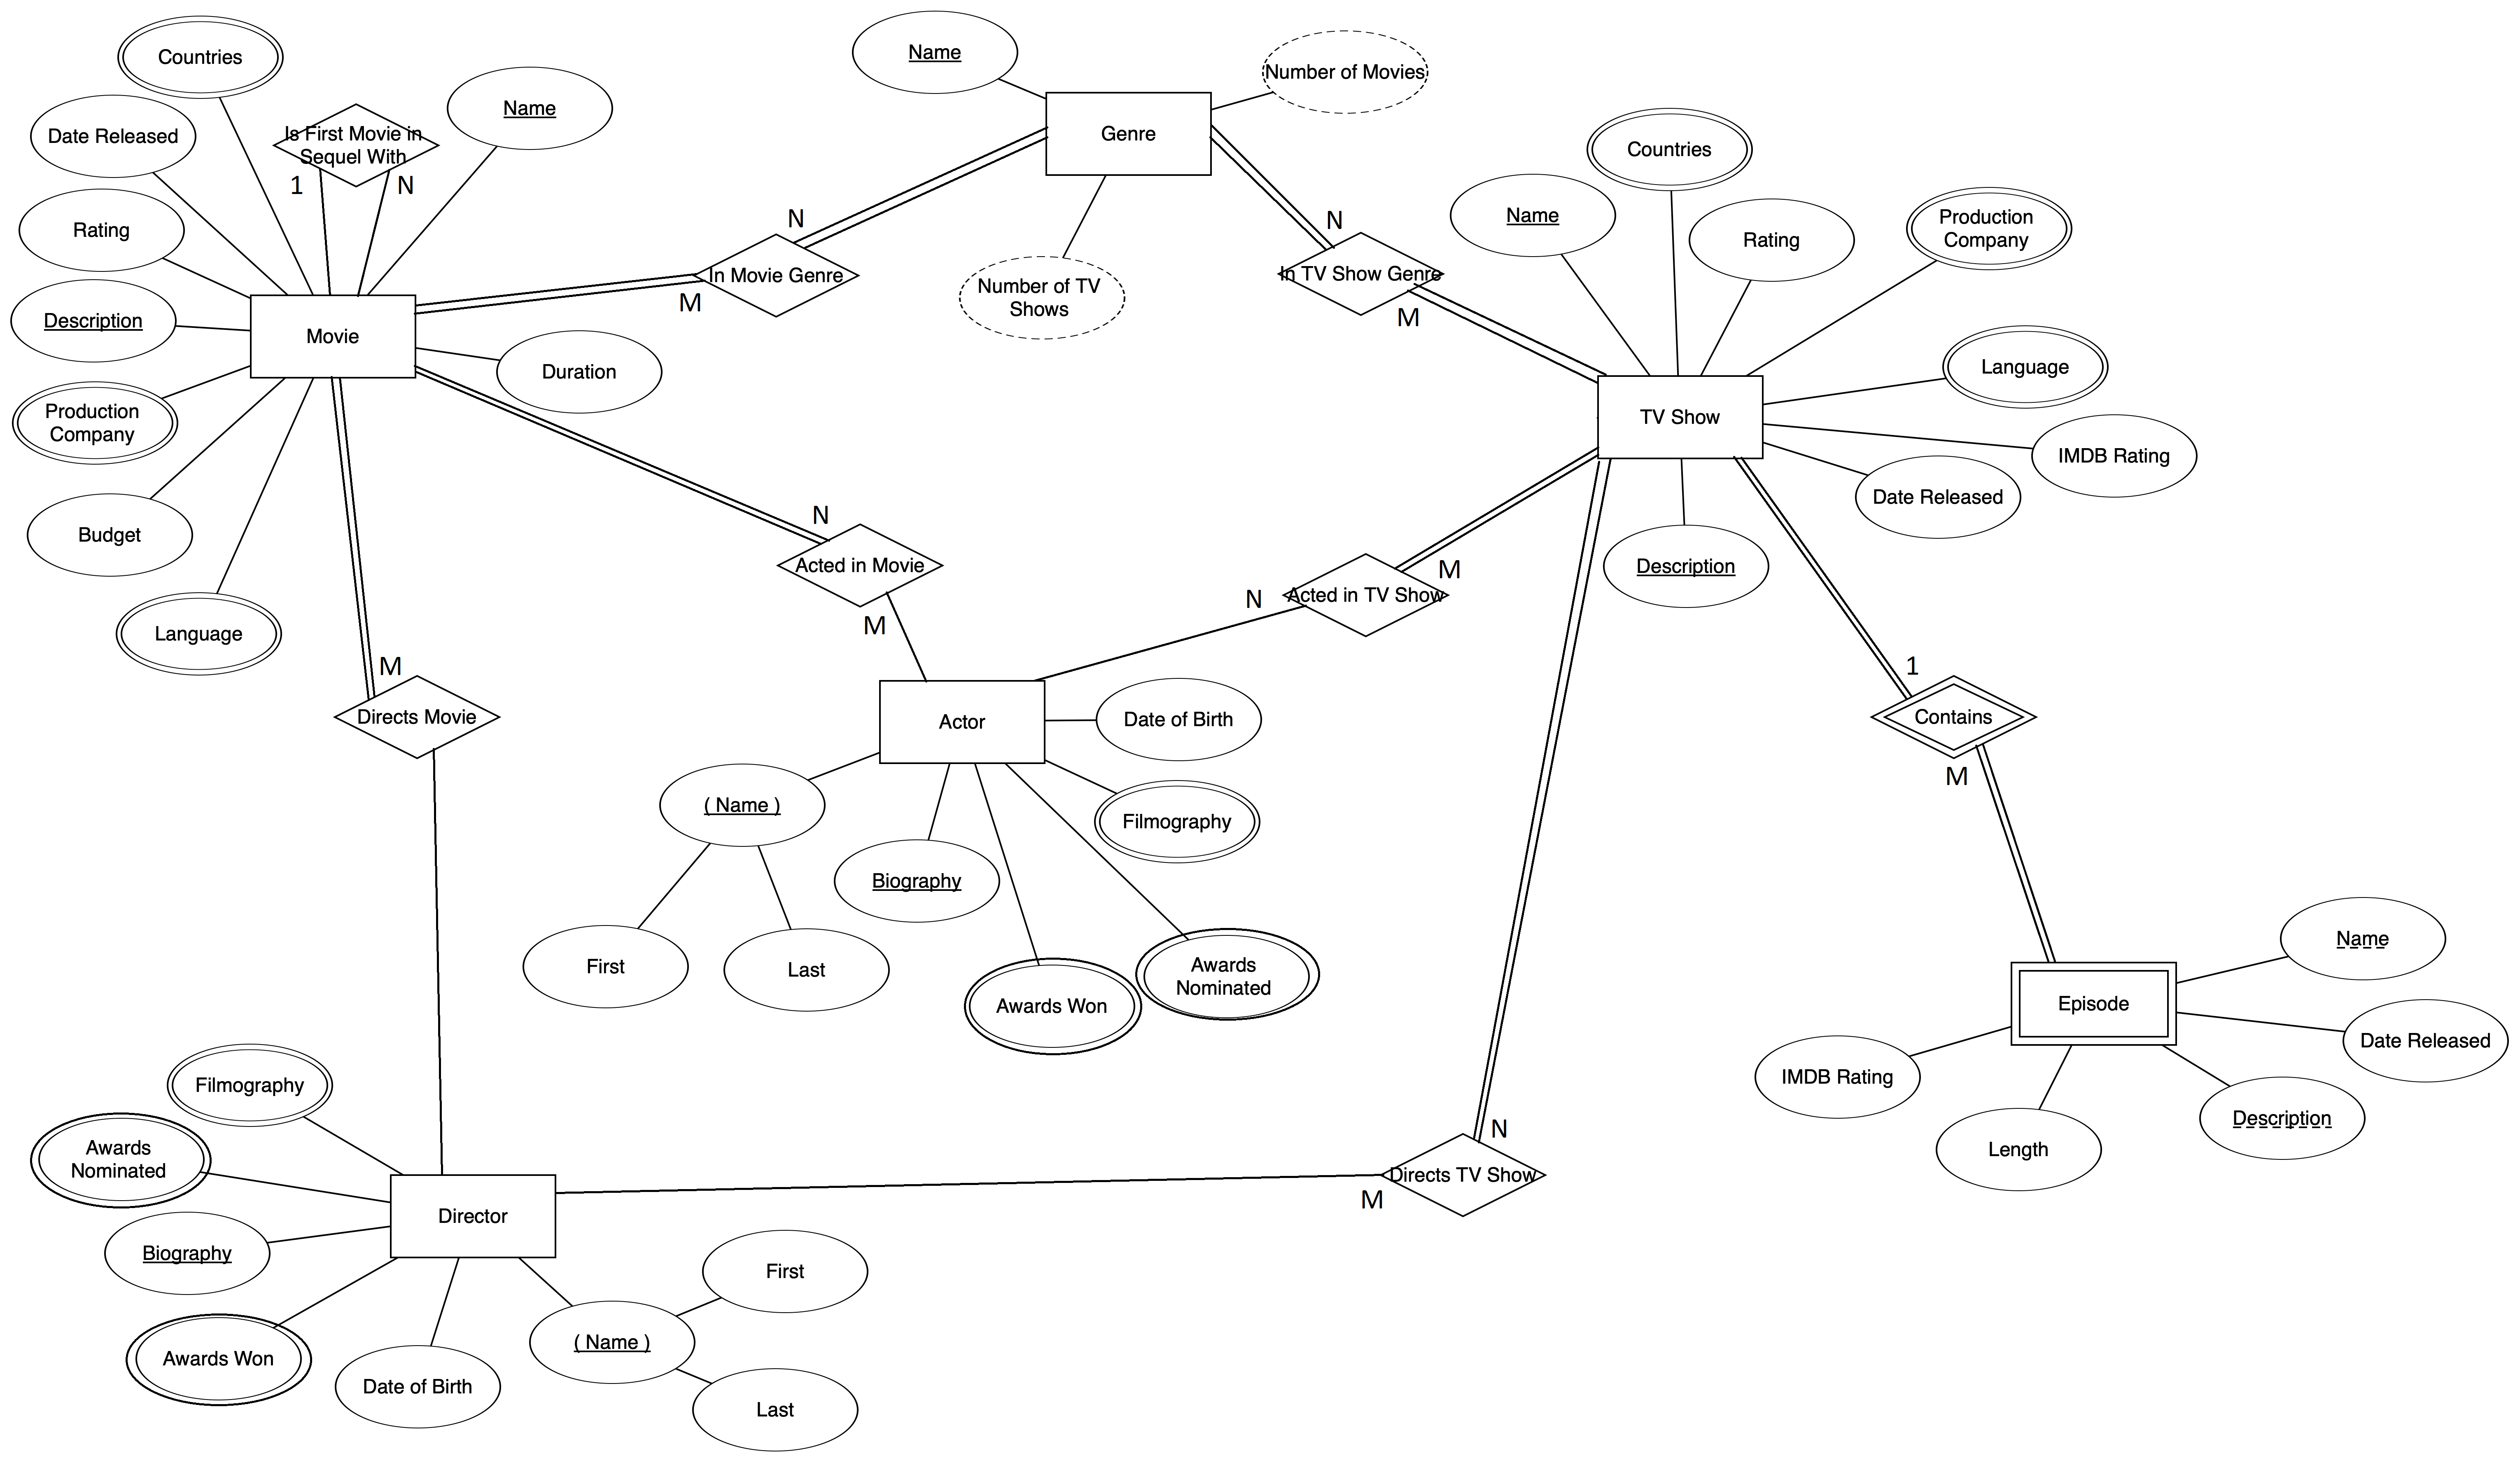 Countries
Date Released
Is First Movie in
Sequel With
1
N
Name
Rating
Description
Movie
Production
Company
Duration
Budget
Language
Name
Number of Movies
Genre
N
In Movie Genre
M
Number of TV
Shows
N
In TV Show Genre
M
Name
Countries
Rating
Production
Company
Language
TV Show
IMDB Rating
Date Released
Description
N
Acted in Movie
M
N
Acted in TV Show
M
M
Directs Movie
Actor
Date of Birth
( Name )
Filmography
Biography
First
Last
Awards Won
Awards
Nominated
1
Contains
M
Name
Episode
Date Released
IMDB Rating
Description
Length
Filmography
Awards
Nominated
Director
Biography
Awards Won
Date of Birth
( Name )
First
Last
N
Directs TV Show
M